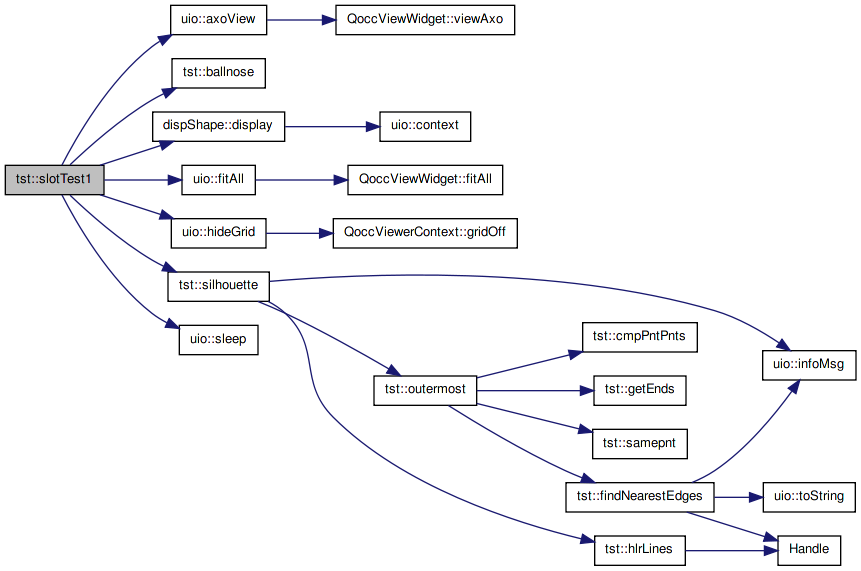 uio::axoView
QoccViewWidget::viewAxo
tst::ballnose
dispShape::display
uio::context
tst::slotTest1
uio::fitAll
QoccViewWidget::fitAll
uio::hideGrid
QoccViewerContext::gridOff
tst::silhouette
uio::sleep
tst::cmpPntPnts
uio::infoMsg
tst::outermost
tst::getEnds
tst::samepnt
tst::findNearestEdges
uio::toString
tst::hlrLines
Handle